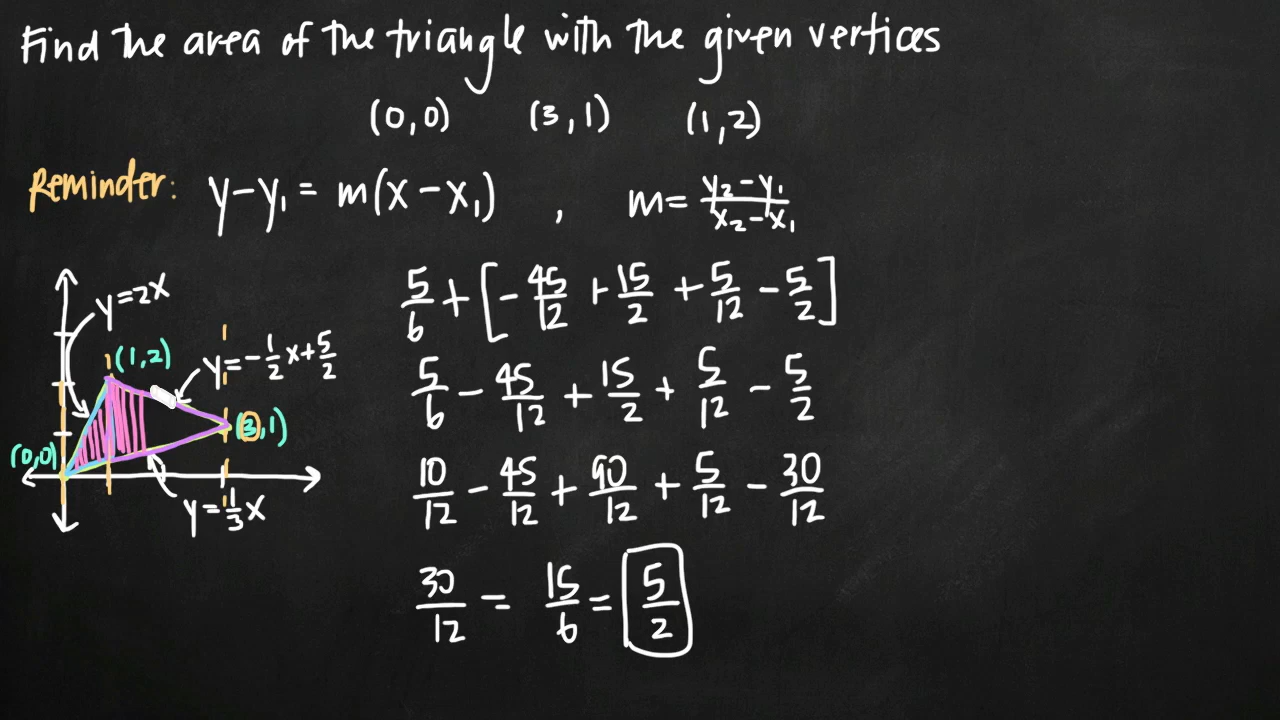 Find the area of the triangle with the given vertices
(0,0) (3,1) (1,2)
Reminder: y-y₁ = m(x-x₁) , m = (y₂-y₁)/(x₂-x₁)
y=2x
(1,2)
y=-1/2x+5/2
(0,0)
(3,1)
y=1/3x
5/6 + [-45/12 + 15/2 + 5/12 - 5/2]
5/6 - 45/12 + 15/2 + 5/12 - 5/2
10/12 - 45/12 + 90/12 + 5/12 - 30/12
30/12 = 15/6 = 5/2